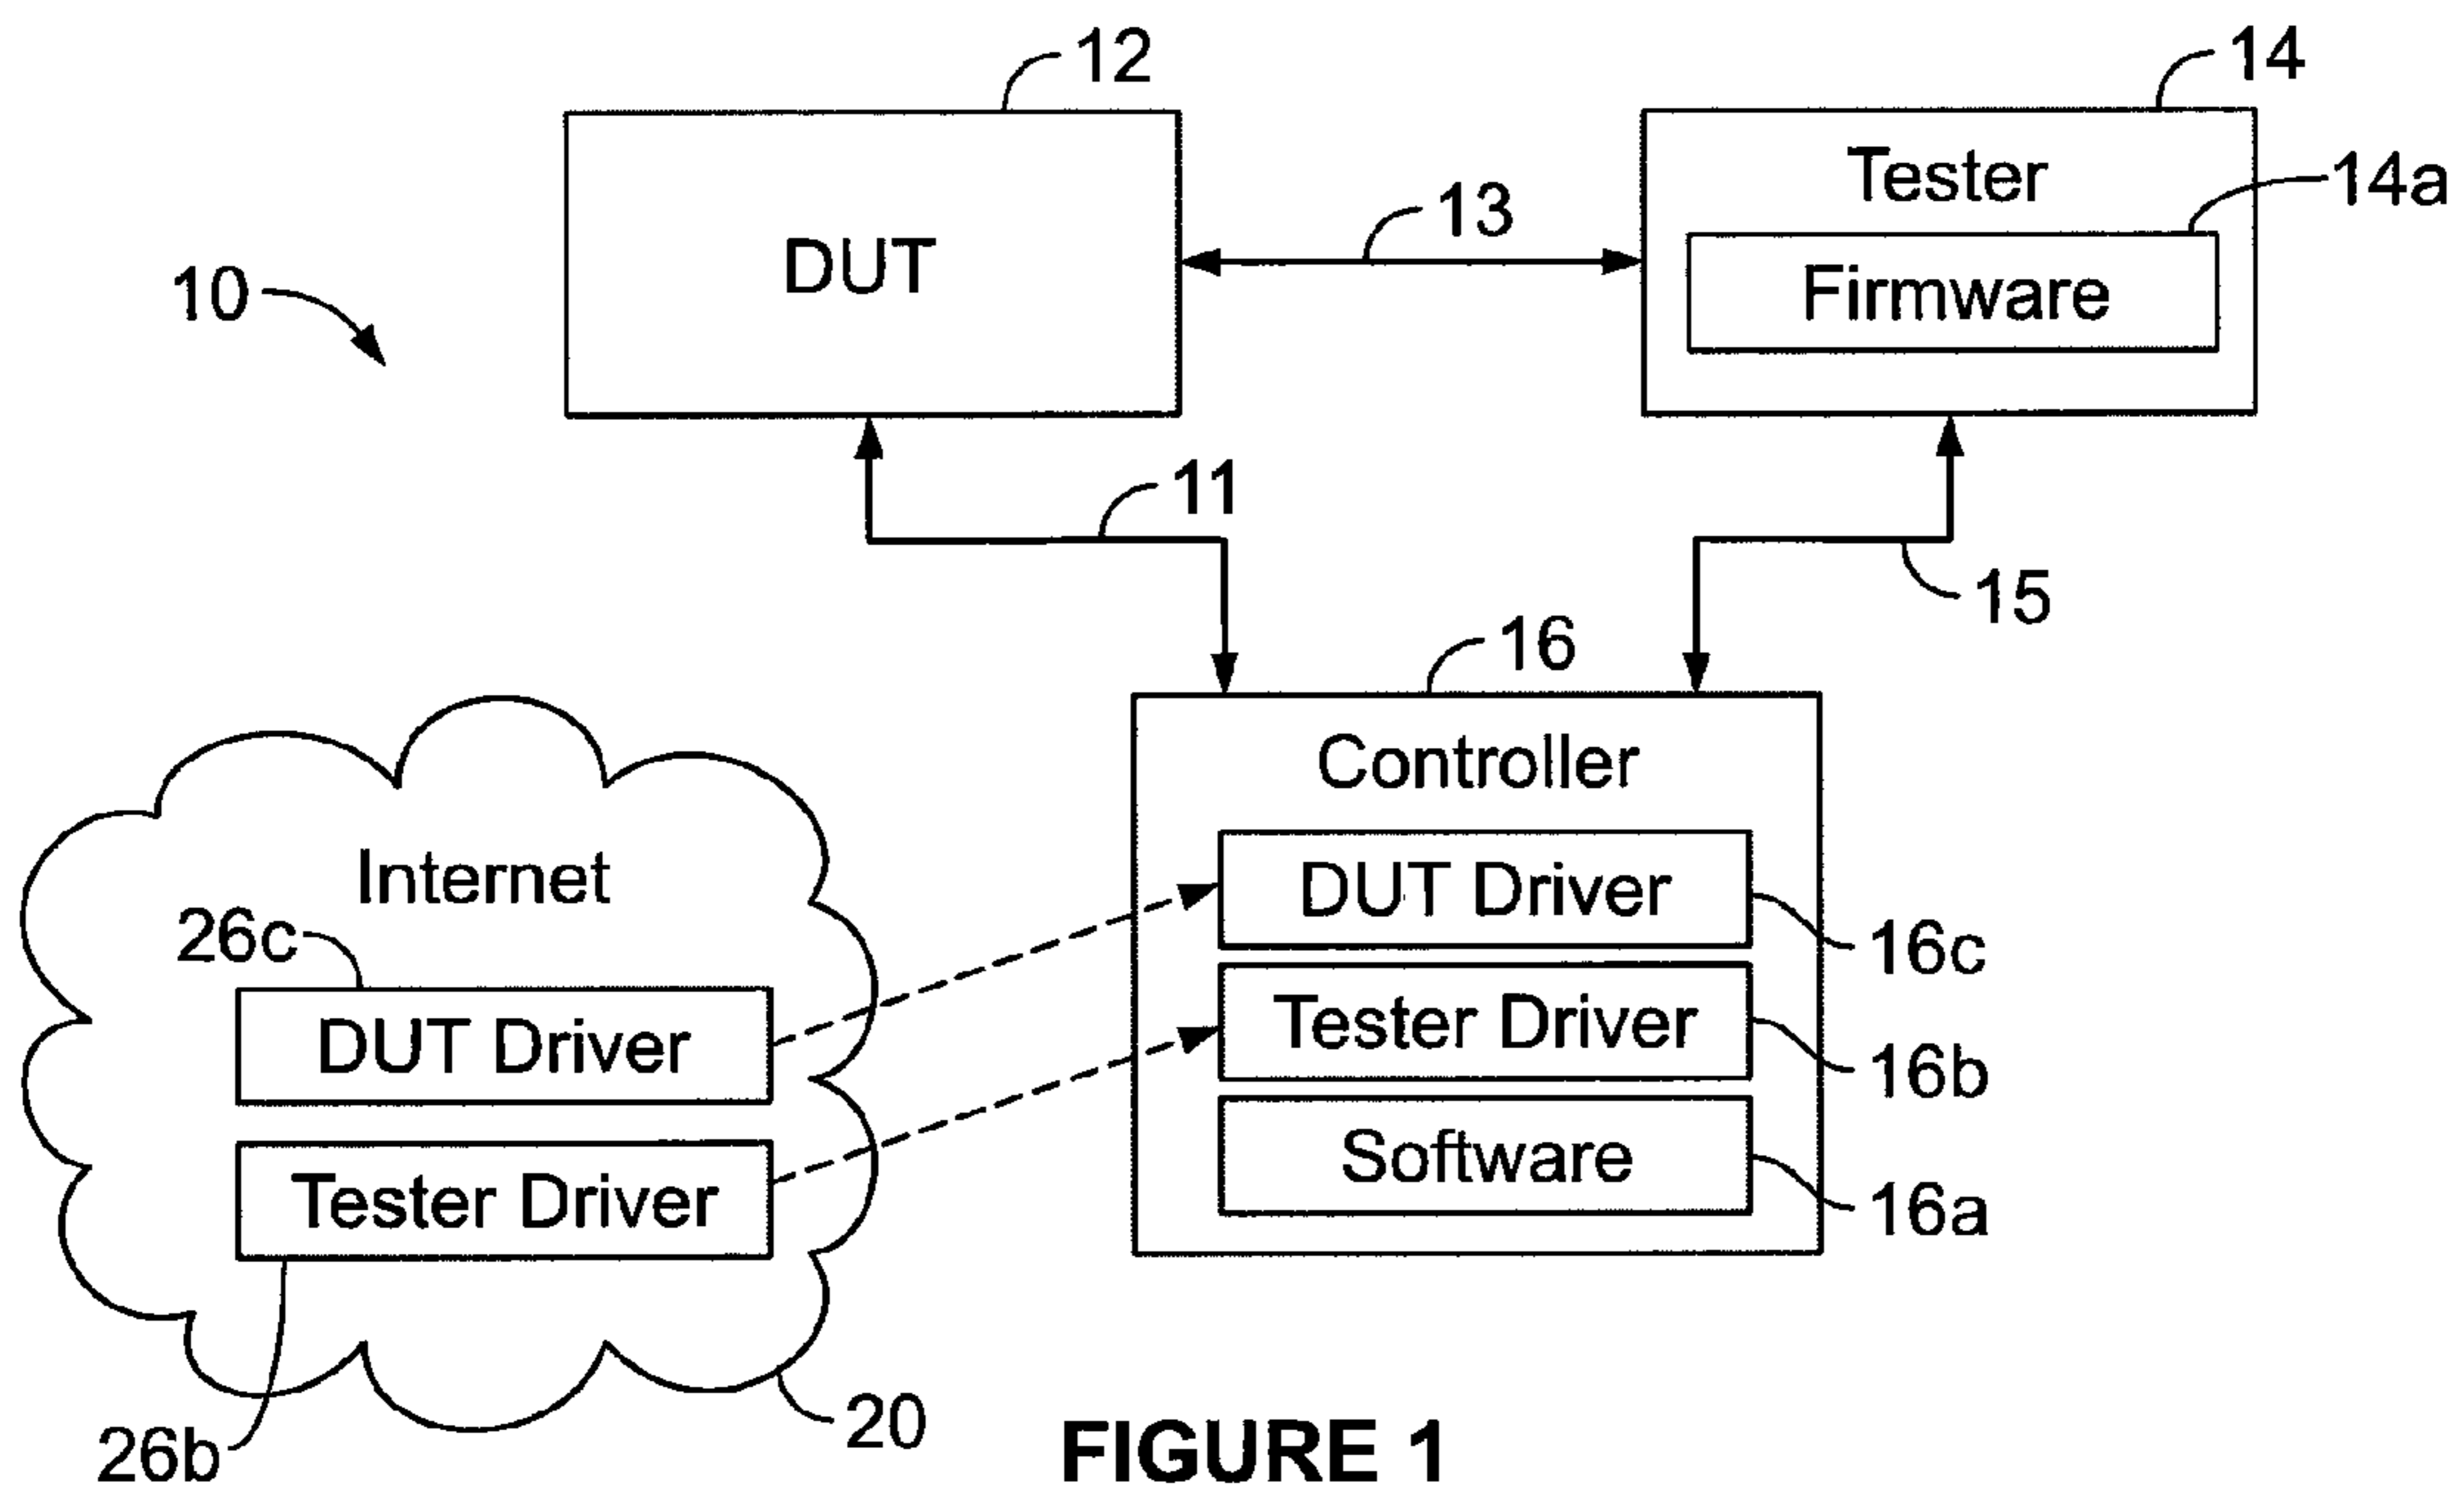 12
14
Tester
14a
13
DUT
Firmware
10
11
15
16
Controller
Internet
DUT Driver
26c
16c
DUT Driver
Tester Driver
16b
Tester Driver
Software
16a
20
26b
FIGURE 1